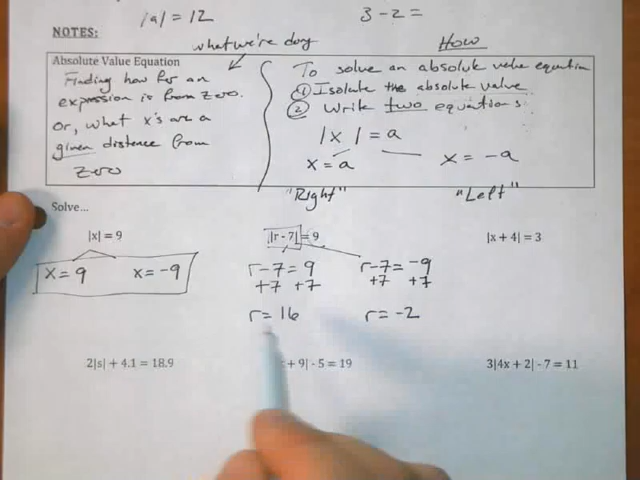 |a| = 12
3 - 2 =
NOTES:
what we're doing
How
Absolute Value Equation
Finding how far an
expression is from zero.
Or, what x's are a
given distance from
zero
To solve an absolute value equation
① Isolate the absolute value
② Write two equations
|x| = a
x = a
x = -a
"Right"
"Left"
Solve...
|x| = 9
x = 9
x = -9
|r - 7| = 9
r-7 = 9
+7 +7
r = 16
r-7 = -9
+7 +7
r = -2
|x + 4| = 3
2|s| + 4.1 = 18.9
+ 9| - 5 = 19
3|4x + 2| - 7 = 11